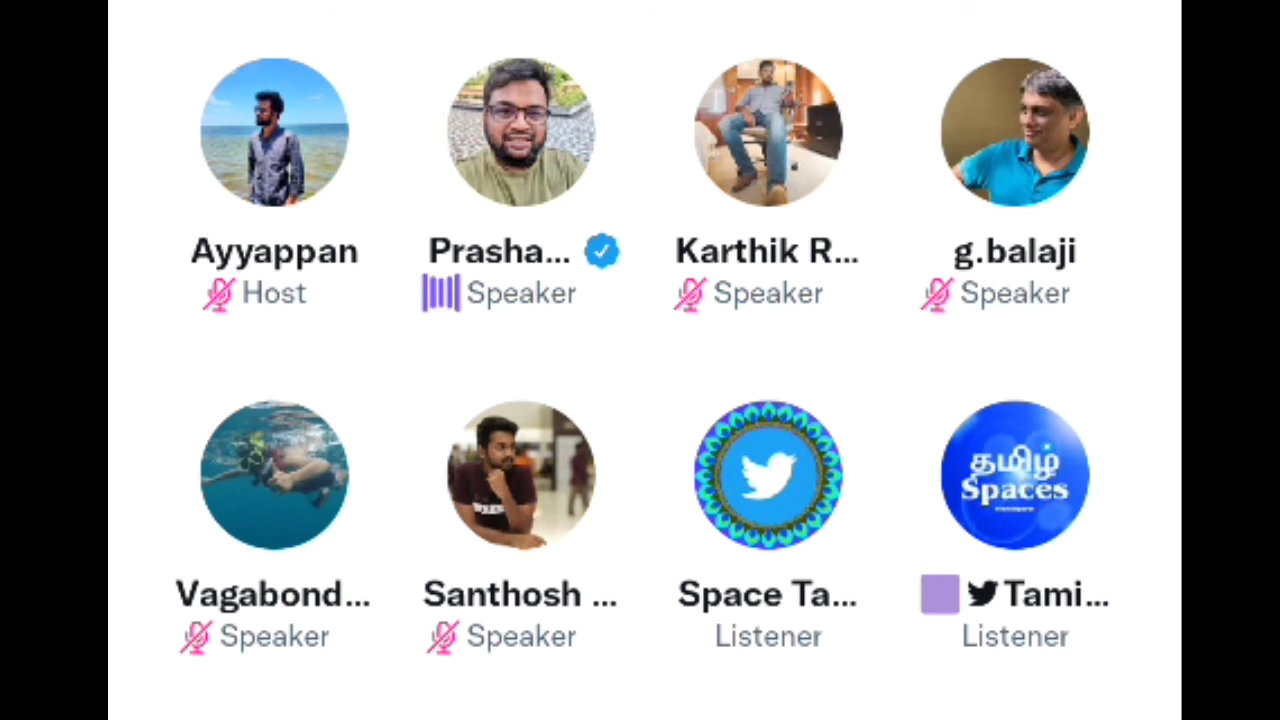 Ayyappan Prasha... Karthik R... g.balaji
Host Speaker Speaker Speaker
தமிழ்
Spaces
Vagabond... Santhosh ... Space Ta... Tami...
Speaker Speaker Listener Listener